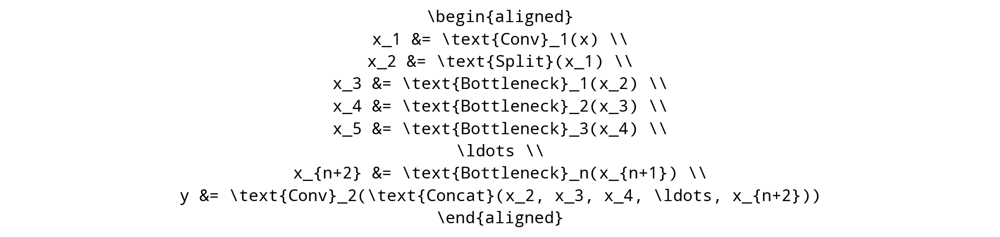 \begin{aligned}
x_1 &= \text{Conv}_1(x) \\
x_2 &= \text{Split}(x_1) \\
x_3 &= \text{Bottleneck}_1(x_2) \\
x_4 &= \text{Bottleneck}_2(x_3) \\
x_5 &= \text{Bottleneck}_3(x_4) \\
\ldots \\
x_{n+2} &= \text{Bottleneck}_n(x_{n+1}) \\
y &= \text{Conv}_2(\text{Concat}(x_2, x_3, x_4, \ldots, x_{n+2}))
\end{aligned}